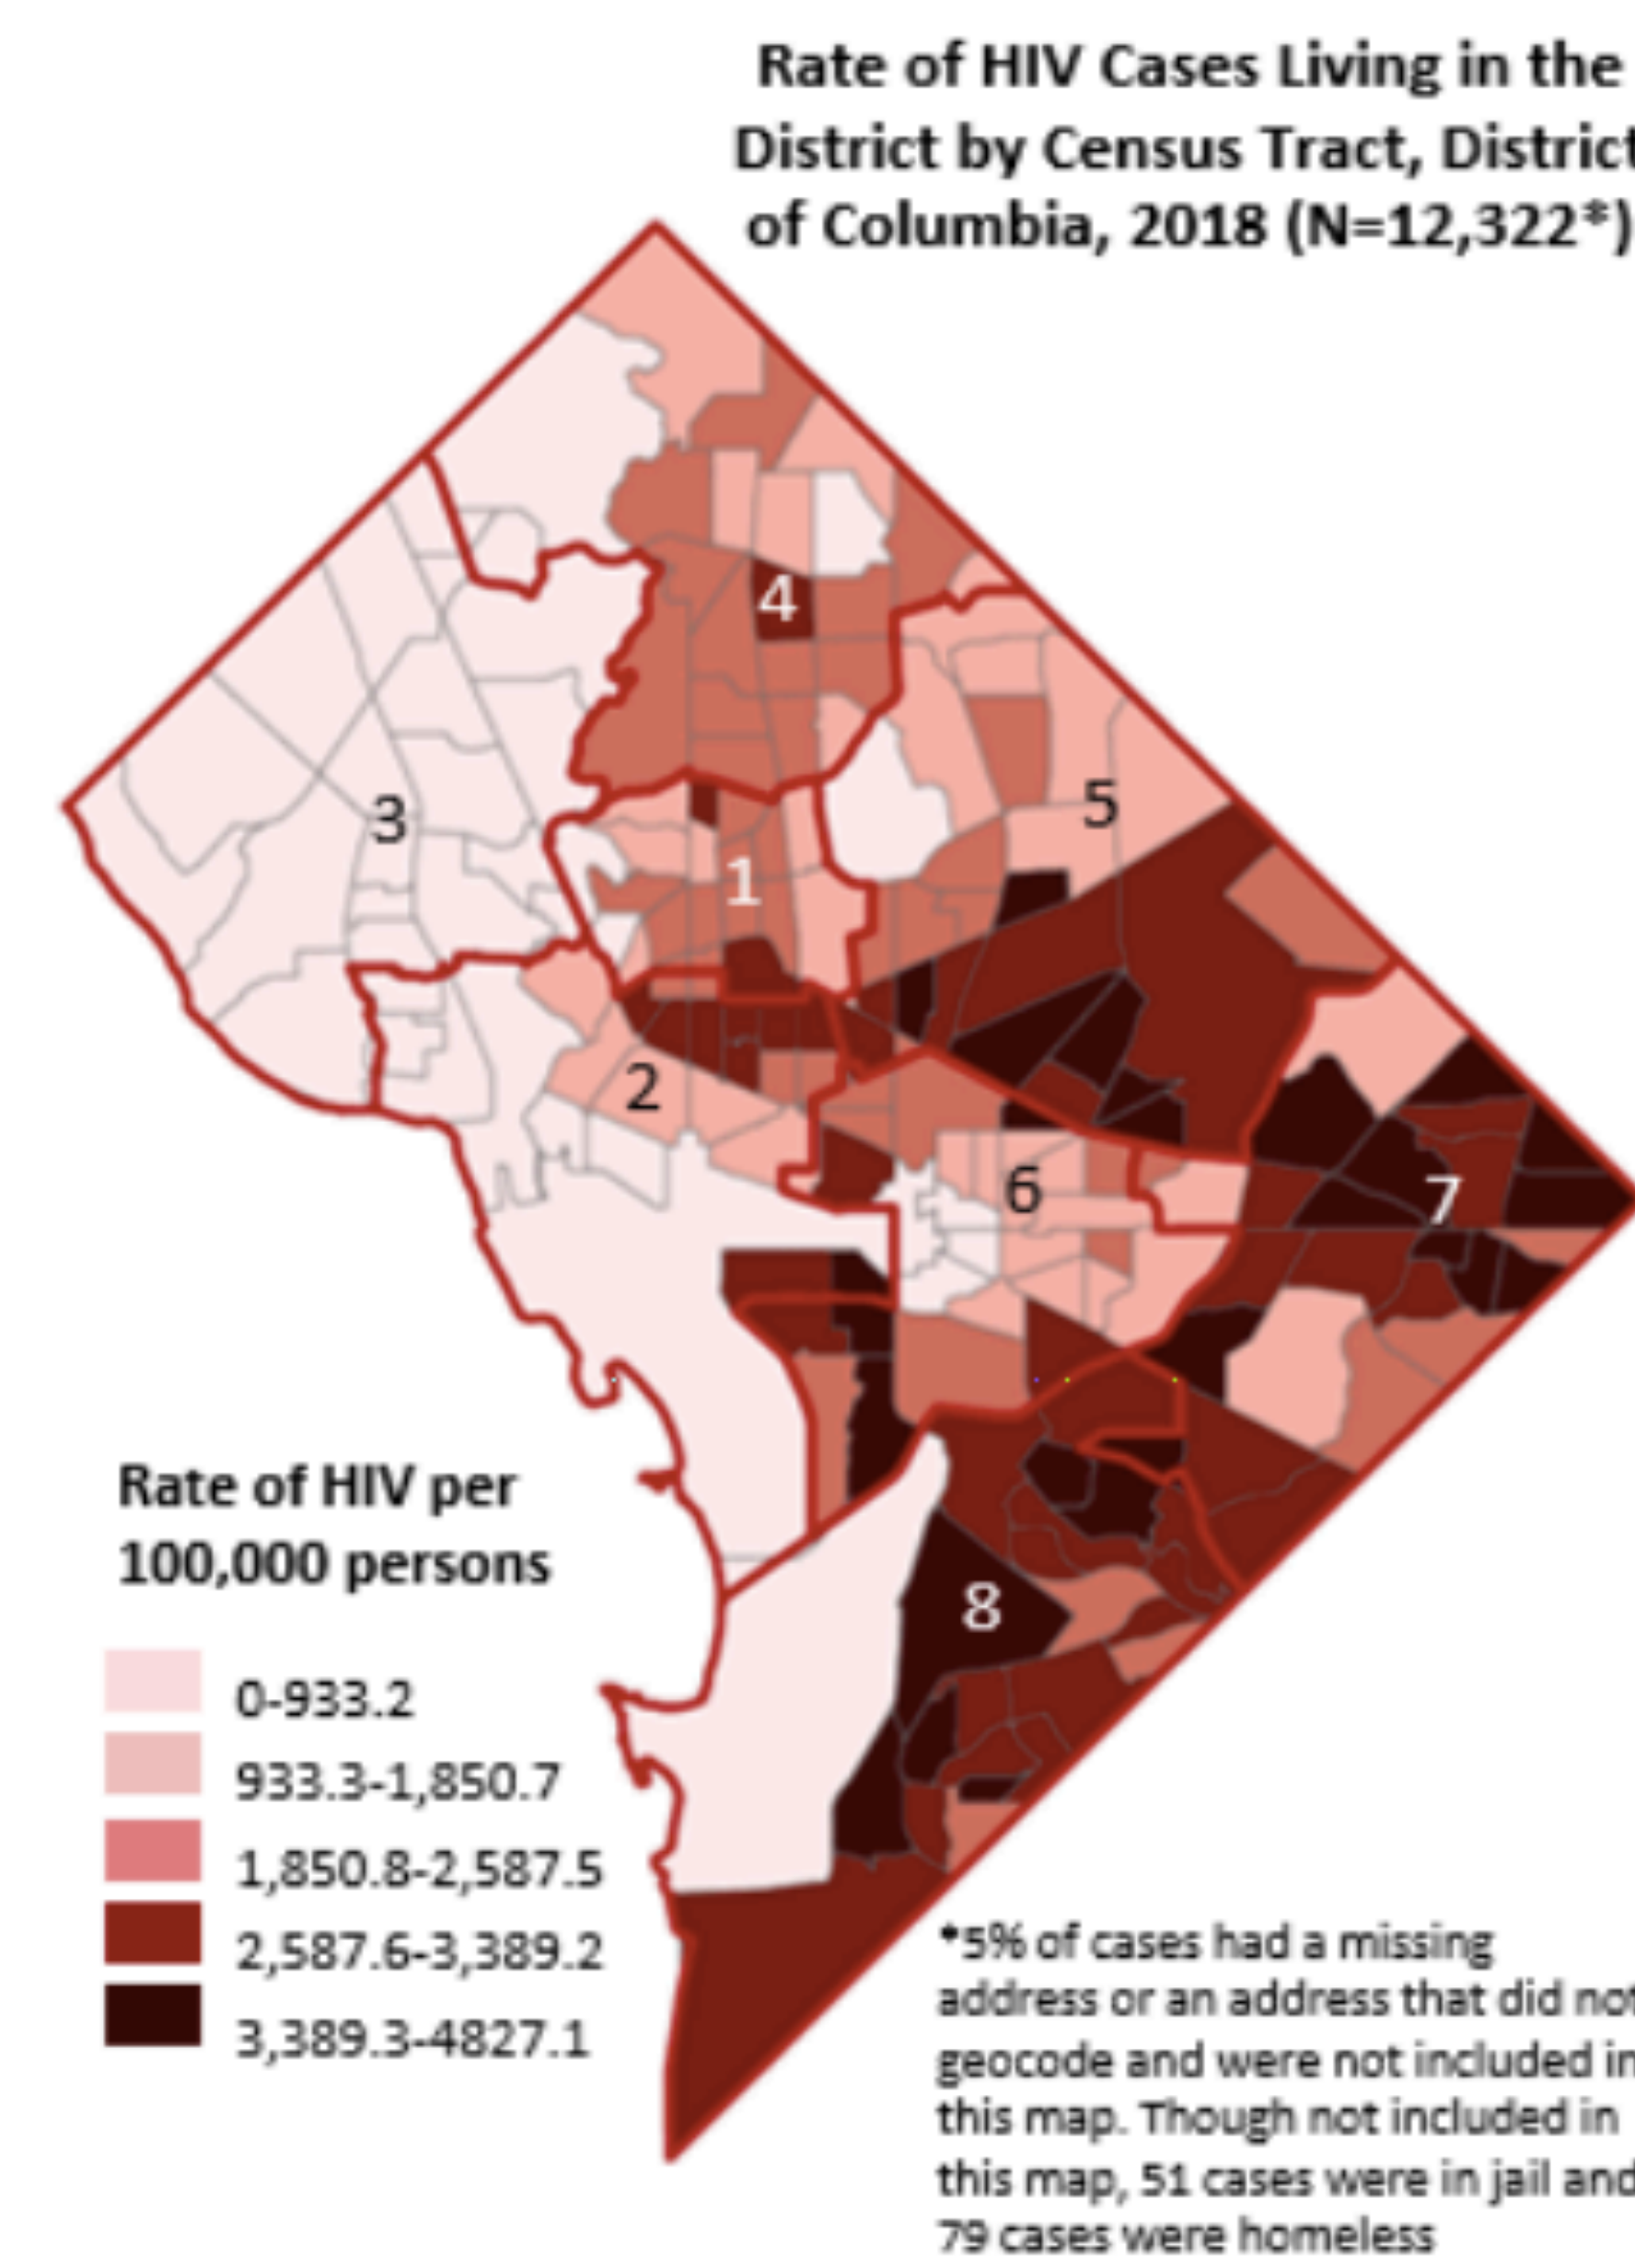 Rate of HIV Cases Living in the
District by Census Tract, District
of Columbia, 2018 (N=12,322*)
4
3
5
1
2
6
7
8
Rate of HIV per
100,000 persons
0-933.2
933.3-1,850.7
1,850.8-2,587.5
2,587.6-3,389.2
3,389.3-4827.1
*5% of cases had a missing
address or an address that did not
geocode and were not included in
this map. Though not included in
this map, 51 cases were in jail and
79 cases were homeless